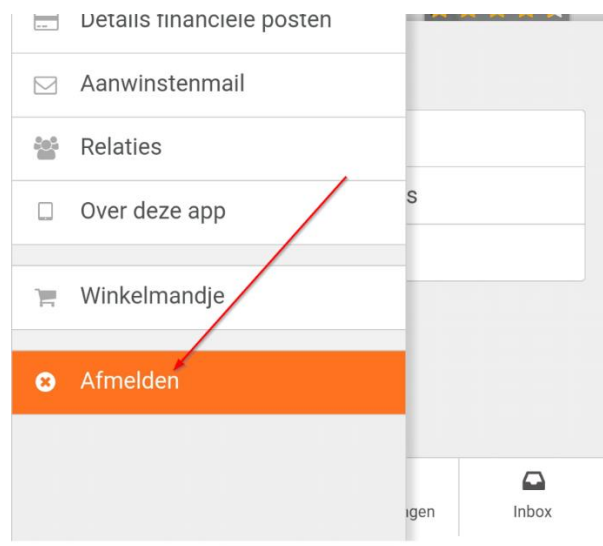 Details financiële posten
Aanwinstenmail
Relaties
Over deze app
s
Winkelmandje
Afmelden
gen
Inbox